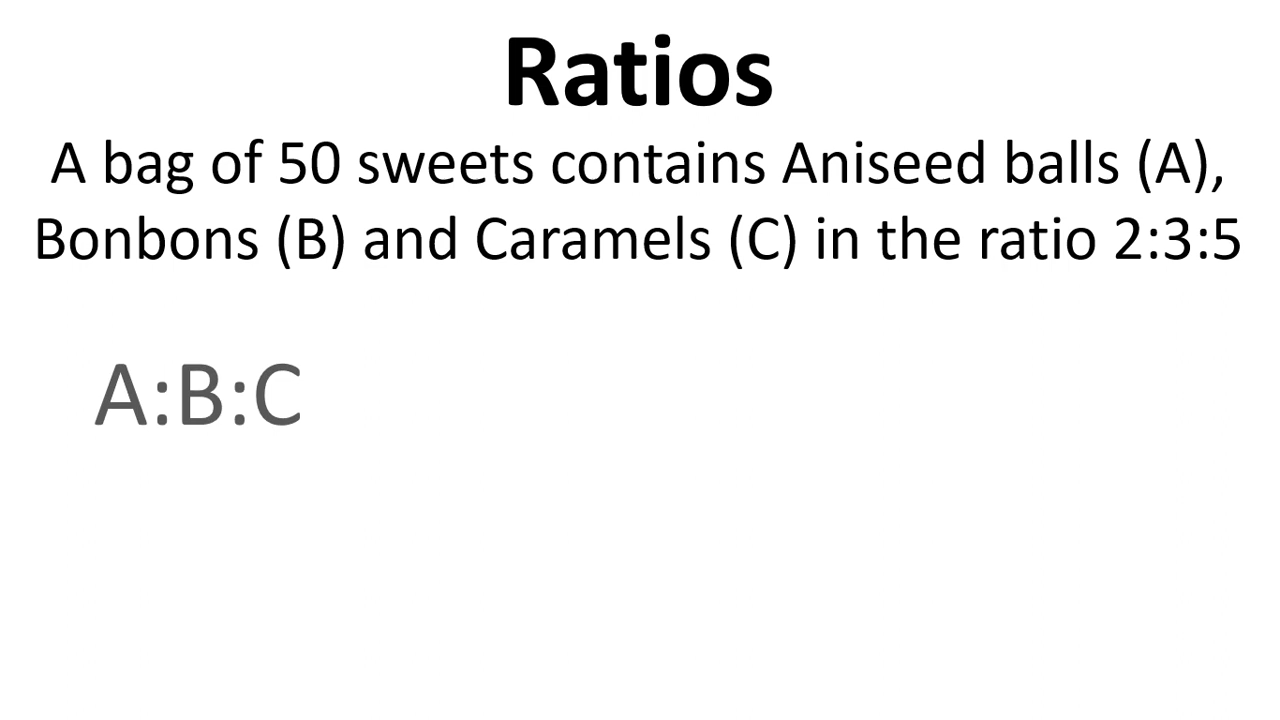 Ratios
A bag of 50 sweets contains Aniseed balls (A),
Bonbons (B) and Caramels (C) in the ratio 2:3:5
A:B:C